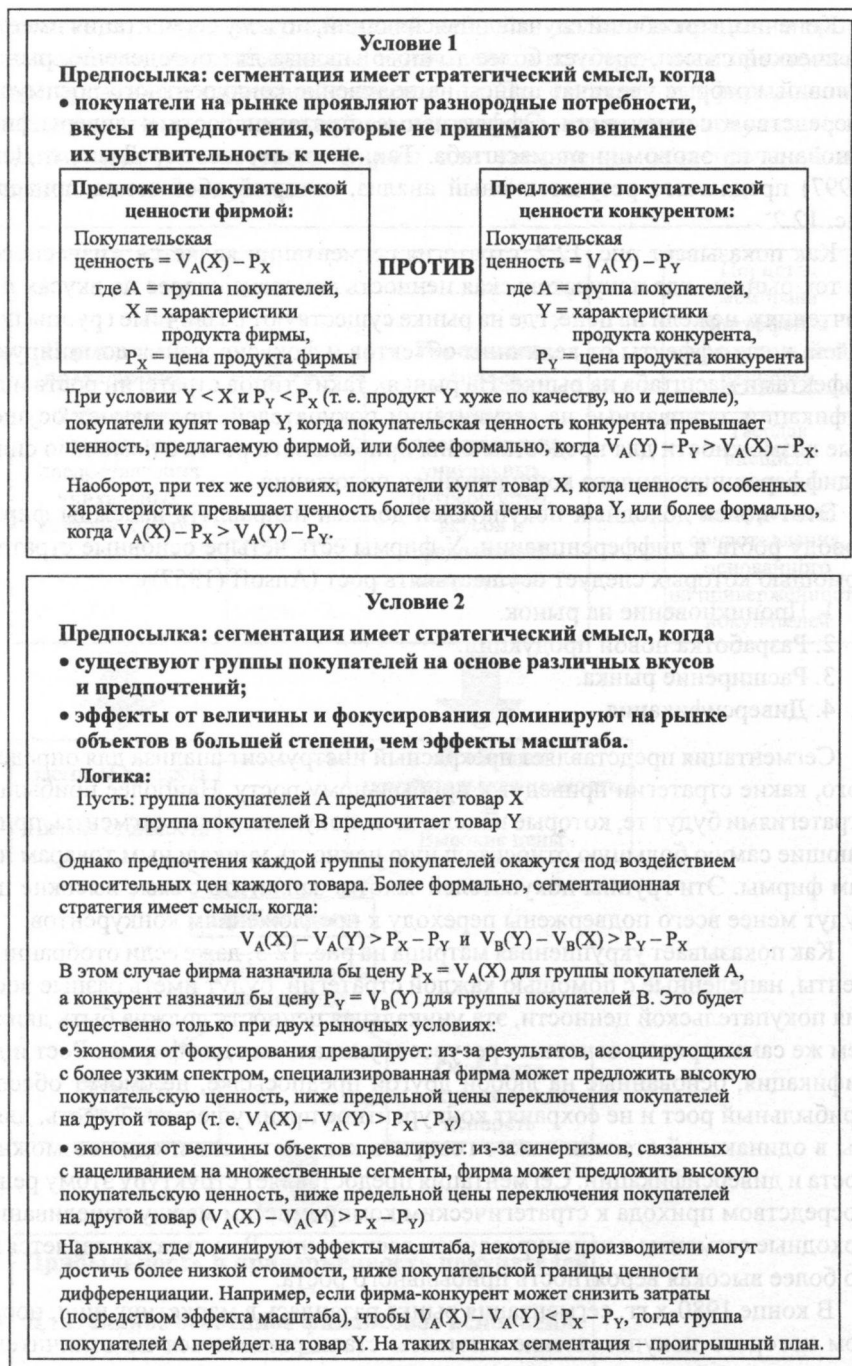 Условие 1
Предпосылка: сегментация имеет стратегический смысл, когда
• покупатели на рынке проявляют разнородные потребности,
вкусы и предпочтения, которые не принимают во внимание
их чувствительность к цене.
Предложение покупательской
ценности фирмой:
Покупательская
ценность = V_A(X) – P_X
где A = группа покупателей,
X = характеристики
продукта фирмы,
P_X = цена продукта фирмы
ПРОТИВ
Предложение покупательской
ценности конкурентом:
Покупательская
ценность = V_A(Y) – P_Y
где A = группа покупателей,
Y = характеристики
продукта конкурента,
P_Y = цена продукта конкурента
При условии Y < X и P_Y < P_X (т. е. продукт Y хуже по качеству, но и дешевле),
покупатели купят товар Y, когда покупательская ценность конкурента превышает
ценность, предлагаемую фирмой, или более формально, когда V_A(Y) – P_Y > V_A(X) – P_X.
Наоборот, при тех же условиях, покупатели купят товар X, когда ценность особенных
характеристик превышает ценность более низкой цены товара Y, или более формально,
когда V_A(X) – P_X > V_A(Y) – P_Y.
Условие 2
Предпосылка: сегментация имеет стратегический смысл, когда
• существуют группы покупателей на основе различных вкусов
и предпочтений;
• эффекты от величины и фокусирования доминируют на рынке
объектов в большей степени, чем эффекты масштаба.
Логика:
Пусть: группа покупателей A предпочитает товар X
группа покупателей B предпочитает товар Y
Однако предпочтения каждой группы покупателей окажутся под воздействием
относительных цен каждого товара. Более формально, сегментационная
стратегия имеет смысл, когда:
V_A(X) – V_A(Y) > P_X – P_Y и V_B(Y) – V_B(X) > P_Y – P_X
В этом случае фирма назначила бы цену P_X = V_A(X) для группы покупателей A,
а конкурент назначил бы цену P_Y = V_B(Y) для группы покупателей B. Это будет
существенно только при двух рыночных условиях:
• экономия от фокусирования превалирует: из-за результатов, ассоциирующихся
с более узким спектром, специализированная фирма может предложить высокую
покупательскую ценность, ниже предельной цены переключения покупателей
на другой товар (т. е. V_A(X) – V_A(Y) > P_X – P_Y)
• экономия от величины объектов превалирует: из-за синергизмов, связанных
с нацеливанием на множественные сегменты, фирма может предложить высокую
покупательскую ценность, ниже предельной цены переключения покупателей
на другой товар (V_A(X) – V_A(Y) > P_X – P_Y)
На рынках, где доминируют эффекты масштаба, некоторые производители могут
достичь более низкой стоимости, ниже покупательской границы ценности
дифференциации. Например, если фирма-конкурент может снизить затраты
(посредством эффекта масштаба), чтобы V_A(X) – V_A(Y) < P_X – P_Y, тогда группа
покупателей A перейдет на товар Y. На таких рынках сегментация – проигрышный план.